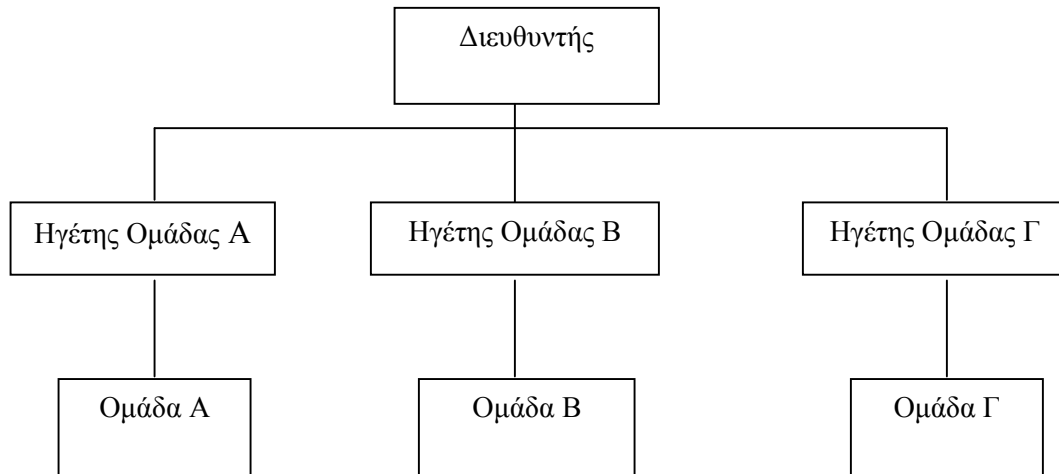 Διευθυντής
Ηγέτης Ομάδας Α
Ηγέτης Ομάδας Β
Ηγέτης Ομάδας Γ
Ομάδα Α
Ομάδα Β
Ομάδα Γ